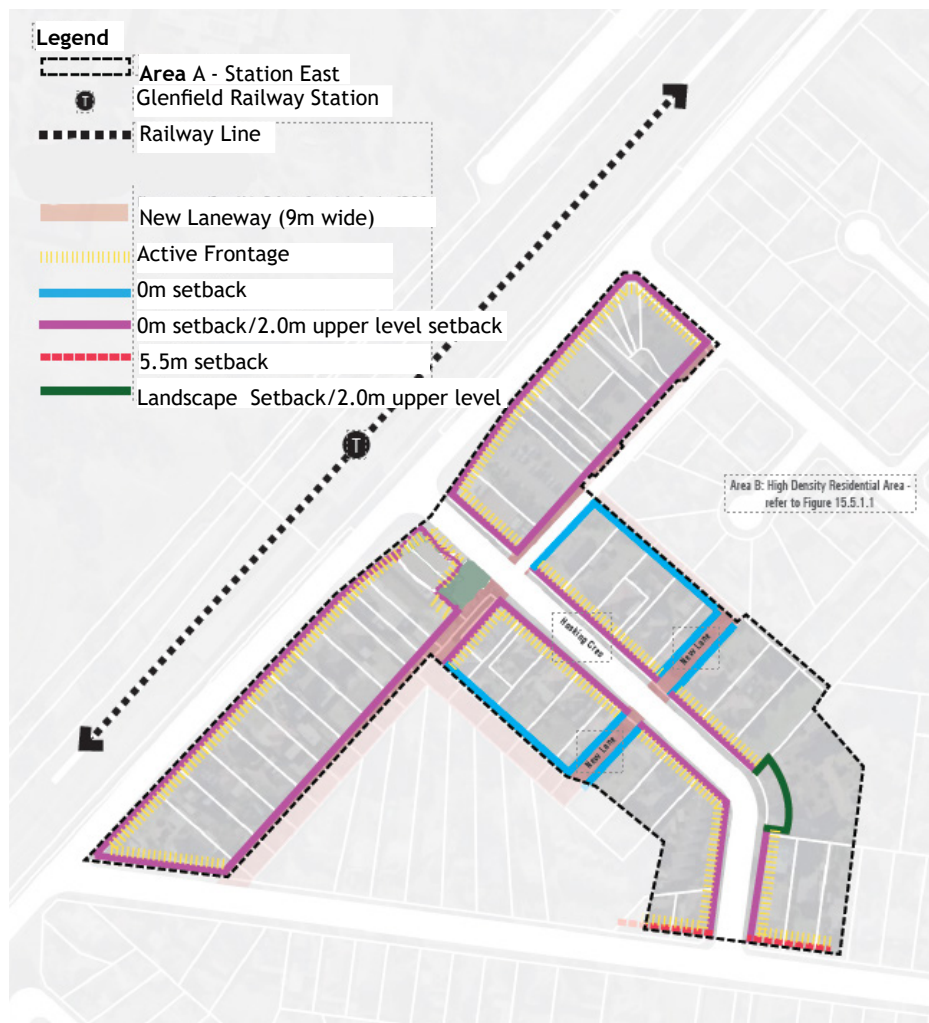 Legend
Area A - Station East
T
Glenfield Railway Station
Railway Line
New Laneway (9m wide)
Active Frontage
0m setback
0m setback/2.0m upper level setback
5.5m setback
Landscape Setback/2.0m upper level
T
Area B: High Density Residential Area -
refer to Figure 15.5.1.1
Hosking Cres
New Lane
New Lane